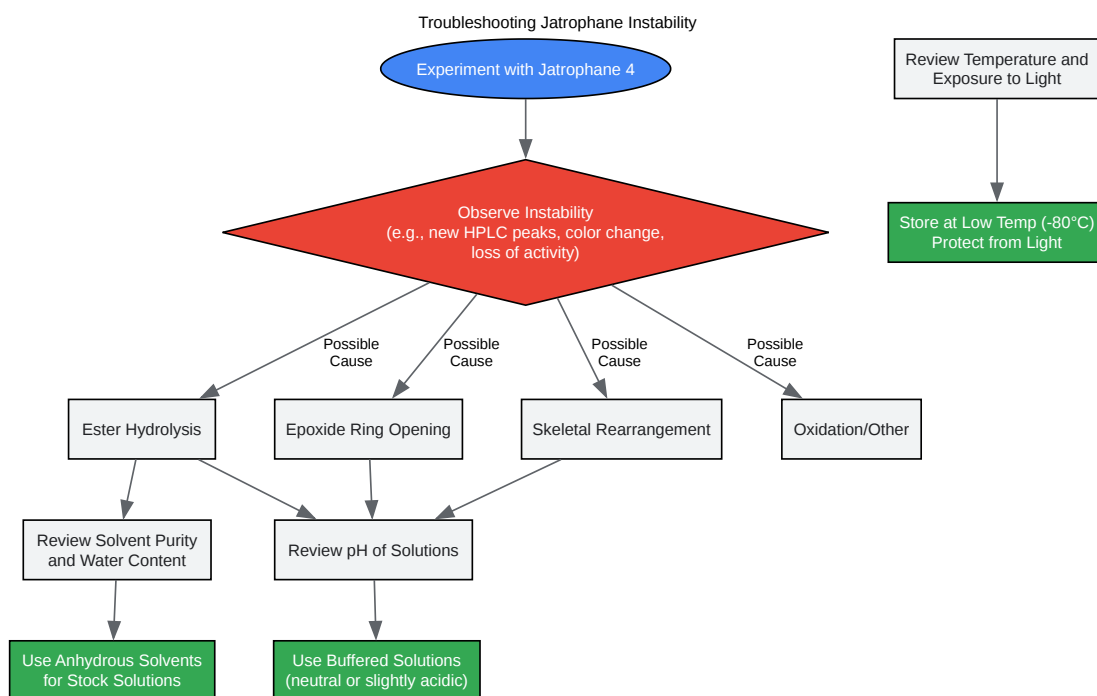 Troubleshooting Jatrophane Instability
Experiment with Jatrophane 4
Review Temperature and
Exposure to Light
Observe Instability
(e.g., new HPLC peaks, color change,
loss of activity)
Store at Low Temp (-80°C)
Protect from Light
Possible
Cause
Possible
Cause
Possible
Cause
Possible
Cause
Ester Hydrolysis
Epoxide Ring Opening
Skeletal Rearrangement
Oxidation/Other
Review Solvent Purity
and Water Content
Review pH of Solutions
Use Anhydrous Solvents
for Stock Solutions
Use Buffered Solutions
(neutral or slightly acidic)